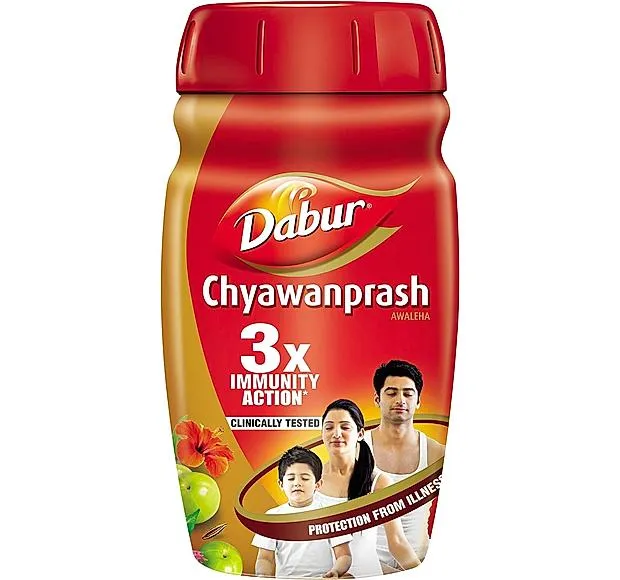 Dabur®
Chyawanprash
AWALEHA
3x
IMMUNITY
ACTION*
CLINICALLY TESTED
PROTECTION FROM ILLNESS